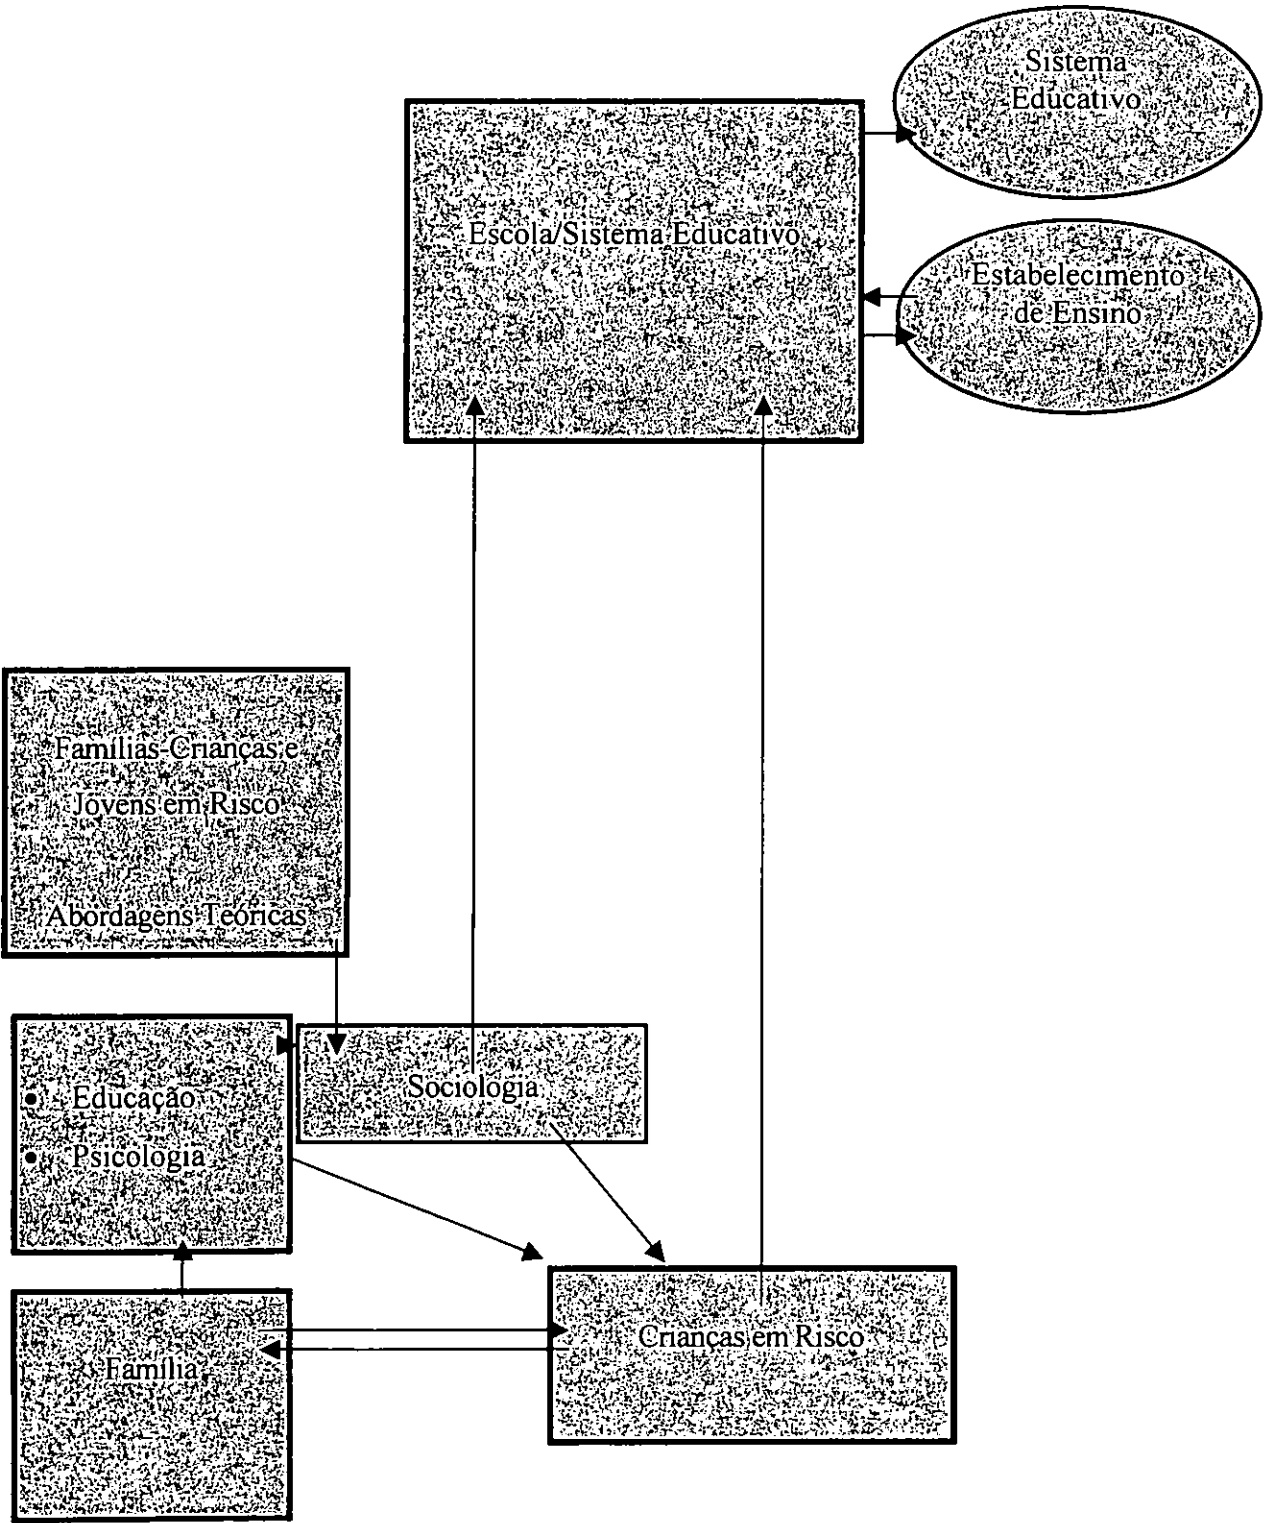 Sistema
Educativo
Escola/Sistema Educativo
Estabelecimento
de Ensino
Famílias-Crianças e
Jovens em Risco
Abordagens Teóricas
Sociologia
• Educação
• Psicologia
Família
Crianças em Risco